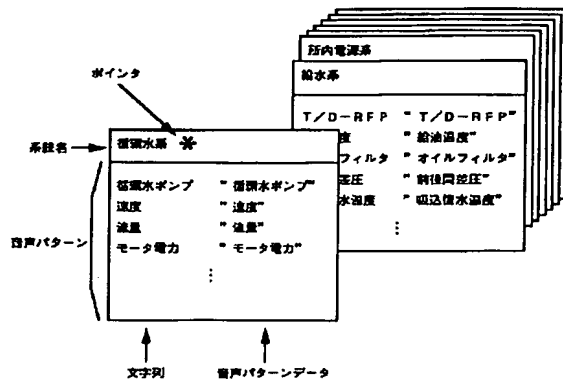 ポインタ
所内電源系
給水系
T/D-RFP "T/D-RFP"
度 "給油温度"
フィルタ "オイルフィルタ"
差圧 "前後間差圧"
水温度 "吸込復水温度"
⋮
系統名
循環水系 *
循環水ポンプ "循環水ポンプ"
速度 "速度"
流量 "流量"
モータ電力 "モータ電力"
⋮
音声パターン
文字列
音声パターンデータ